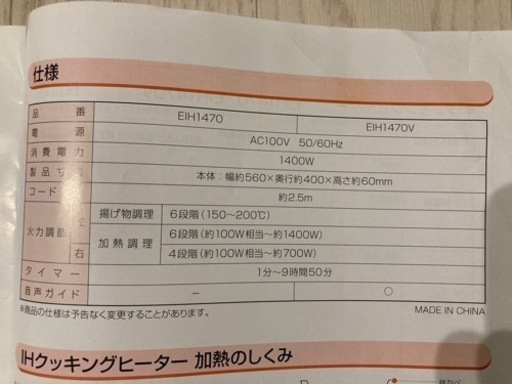 仕様
品番 EIH1470 EIH1470V
電源 AC100V 50/60Hz
消費電力 1400W
製品寸 本体:幅約560×奥行約400×高さ約60mm
コード 約2.5m
火力調節 揚げ物調理 6段階(150~200℃)
加熱調理 6段階(約100W相当~約1400W)
右 4段階(約100W相当~約700W)
タイマー 1分~9時間50分
音声ガイド − ○
※商品の仕様は予告なく変更することがあります。 MADE IN CHINA
IHクッキングヒーター 加熱のしくみ